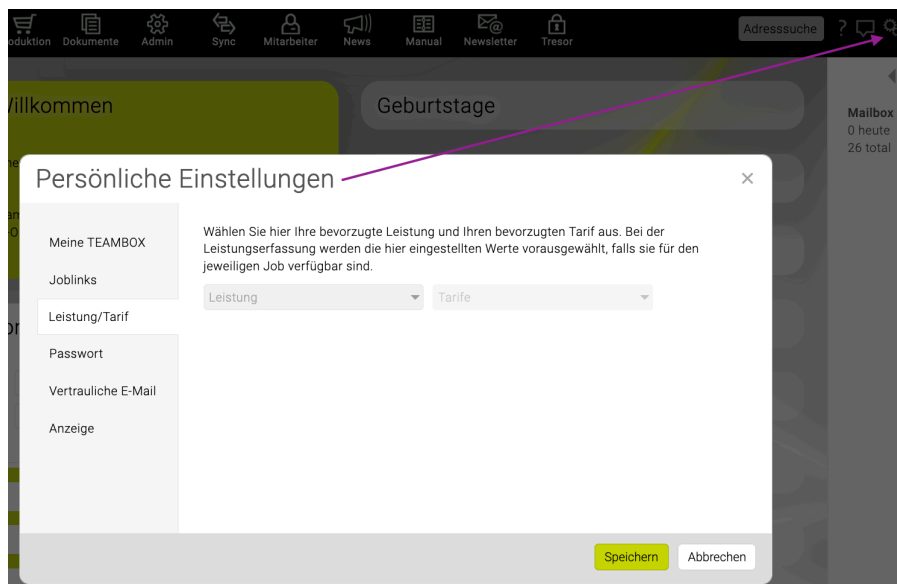 Dokumente
Admin
Sync
Mitarbeiter
News
Manual
Newsletter
Tresor
Adresssuche
?
Geburtstage
Mailbox
0 heute
26 total
Persönliche Einstellungen
Meine TEAMBOX
Joblinks
Leistung/Tarif
Passwort
Vertrauliche E-Mail
Anzeige
Wählen Sie hier Ihre bevorzugte Leistung und Ihren bevorzugten Tarif aus. Bei der
Leistungserfassung werden die hier eingestellten Werte vorausgewählt, falls sie für den
jeweiligen Job verfügbar sind.
Leistung
Tarife
Speichern
Abbrechen